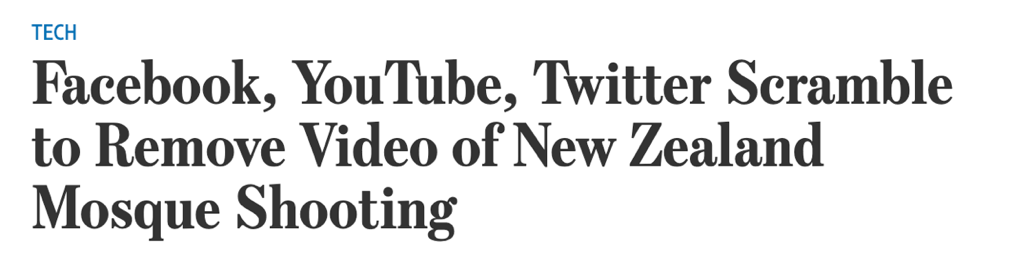 TECH
Facebook, YouTube, Twitter Scramble
to Remove Video of New Zealand
Mosque Shooting